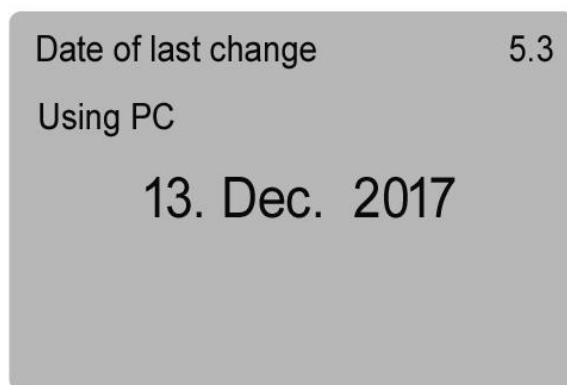 Date of last change 5.3
Using PC
13. Dec. 2017